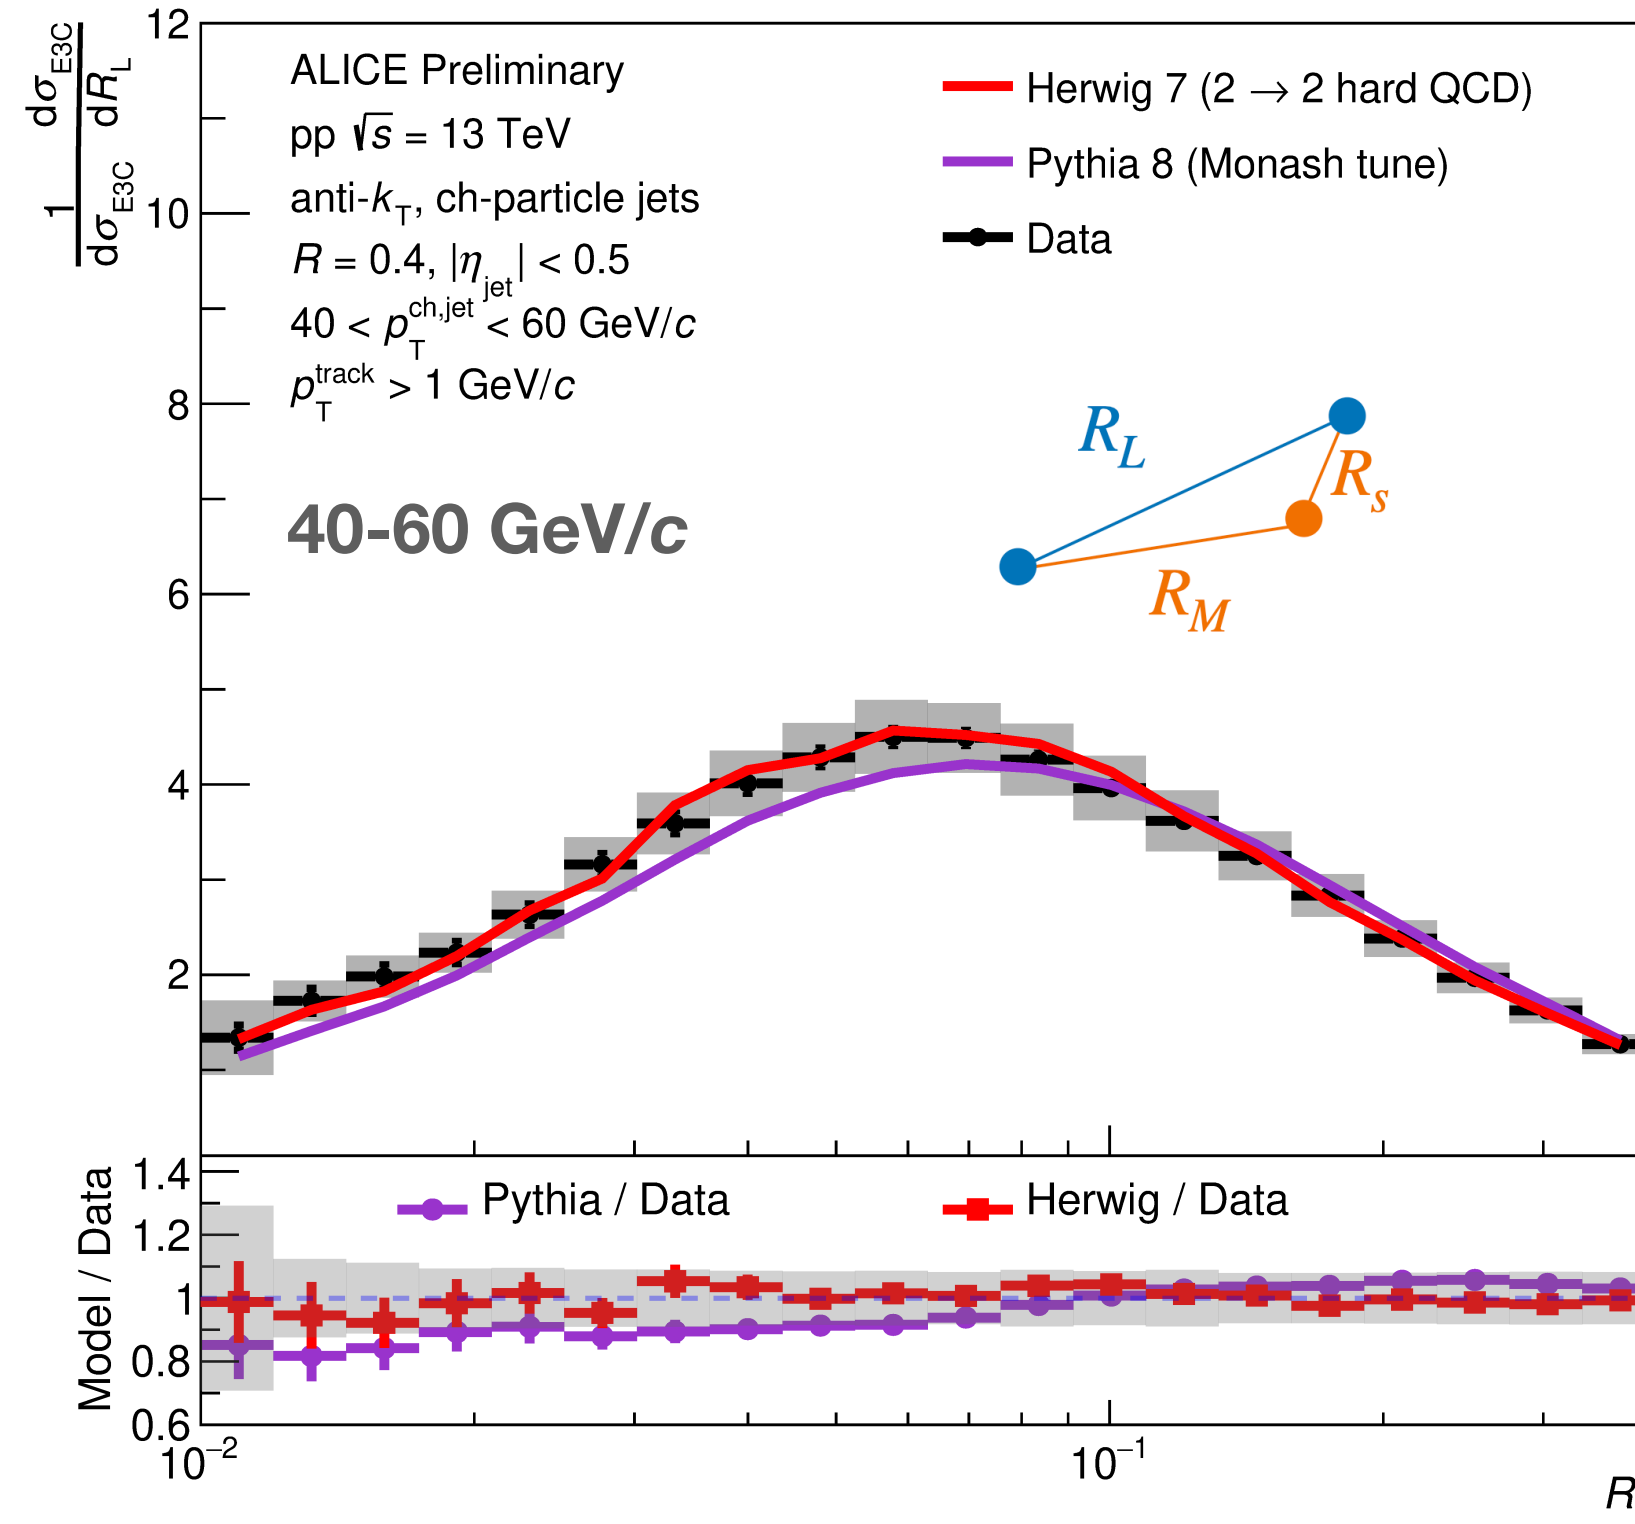 1 dσ_E3C
dσ_E3C dR_L
ALICE Preliminary
pp √s = 13 TeV
anti-k_T, ch-particle jets
R = 0.4, |η_jet| < 0.5
40 < p_T^ch,jet < 60 GeV/c
p_T^track > 1 GeV/c
40-60 GeV/c
Herwig 7 (2 → 2 hard QCD)
Pythia 8 (Monash tune)
Data
R_L
R_s
R_M
12
10
8
6
4
2
Model / Data
Pythia / Data
Herwig / Data
1.4
1.2
1
0.8
0.6
10⁻²
10⁻¹
R